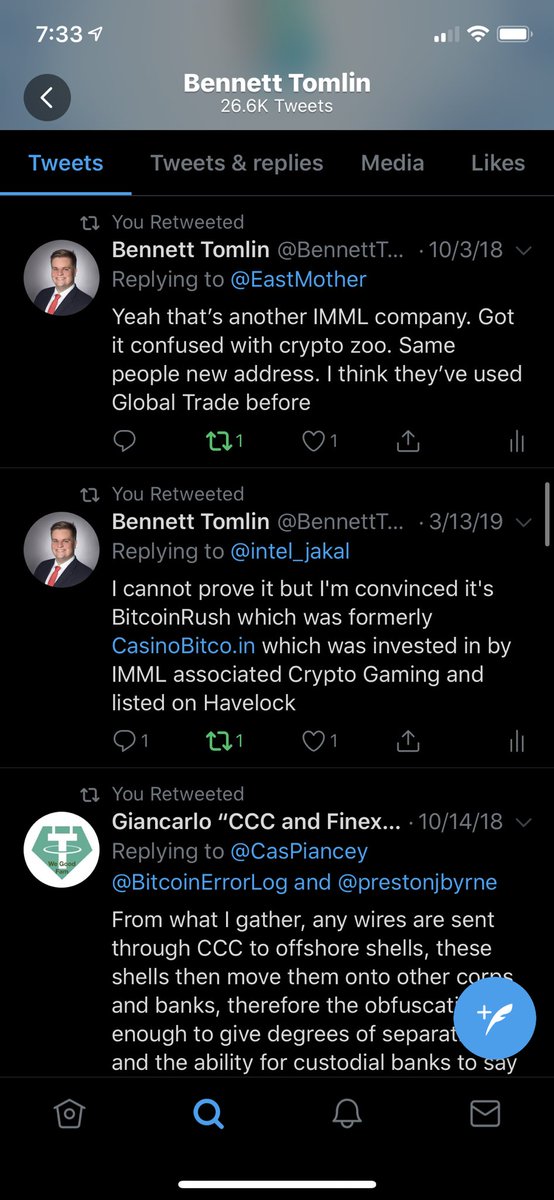 7:33
Bennett Tomlin
26.6K Tweets
Tweets
Tweets & replies
Media
Likes
You Retweeted
Bennett Tomlin @BennettT... · 10/3/18
Replying to @EastMother
Yeah that’s another IMML company. Got
it confused with crypto zoo. Same
people new address. I think they’ve used
Global Trade before
1
1
You Retweeted
Bennett Tomlin @BennettT... · 3/13/19
Replying to @intel_jakal
I cannot prove it but I'm convinced it's
BitcoinRush which was formerly
CasinoBitco.in which was invested in by
IMML associated Crypto Gaming and
listed on Havelock
1
1
1
You Retweeted
Giancarlo “CCC and Finex... · 10/14/18
We Good
Fam
Replying to @CasPiancey
@BitcoinErrorLog and @prestonjbyrne
From what I gather, any wires are sent
through CCC to offshore shells, these
shells then move them onto other corps
and banks, therefore the obfuscati
enough to give degrees of separat
and the ability for custodial banks to say